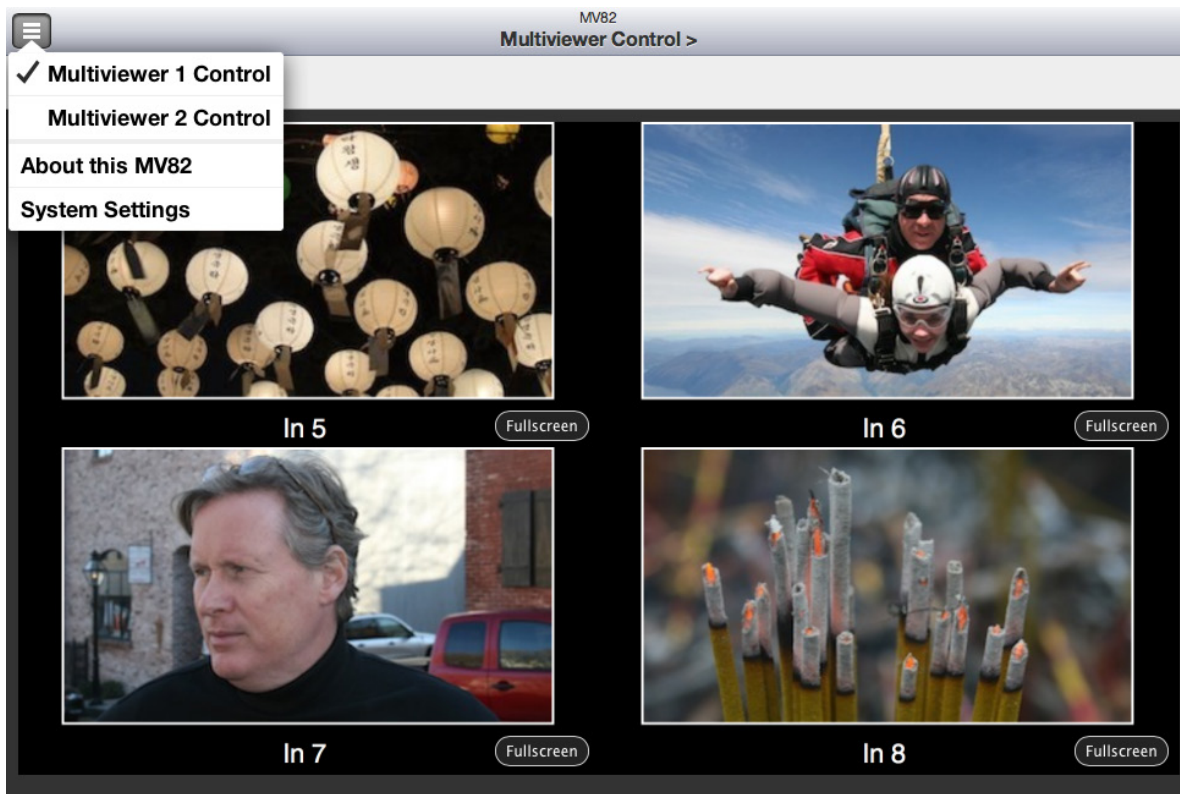 MV82
Multiviewer Control >
Multiviewer 1 Control
Multiviewer 2 Control
About this MV82
System Settings
In 5
Fullscreen
In 6
Fullscreen
In 7
Fullscreen
In 8
Fullscreen